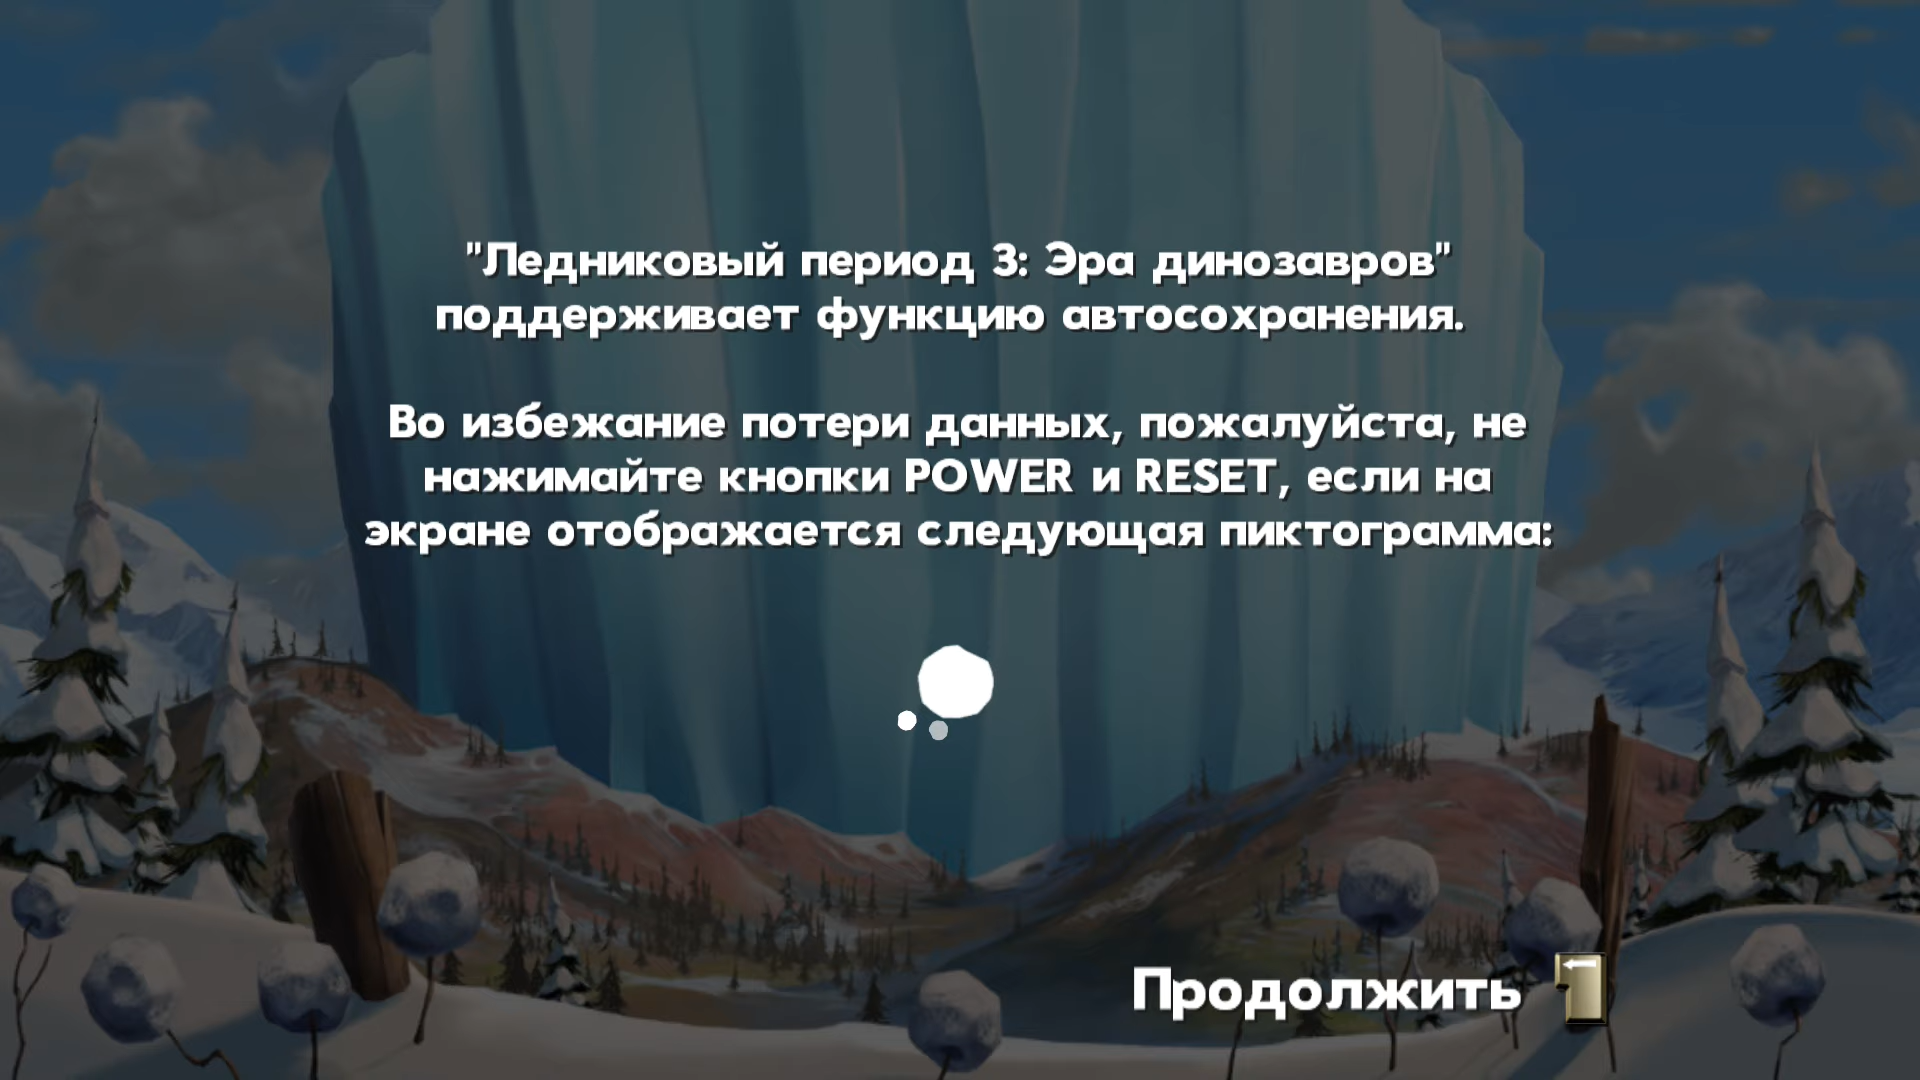 "Ледниковый период 3: Эра динозавров"
поддерживает функцию автосохранения.
Во избежание потери данных, пожалуйста, не
нажимайте кнопки POWER и RESET, если на
экране отображается следующая пиктограмма:
Продолжить